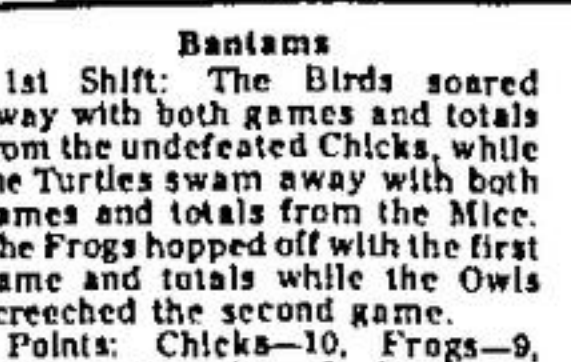 Bantams
1st Shift: The Birds soared
way with both games and totals
om the undefeated Chicks, while
he Turtles swam away with both
ames and totals from the Mice.
he Frogs hopped off with the first
ame and totals while the Owls
creeched the second game.
Points: Chicks—10, Frogs—9,